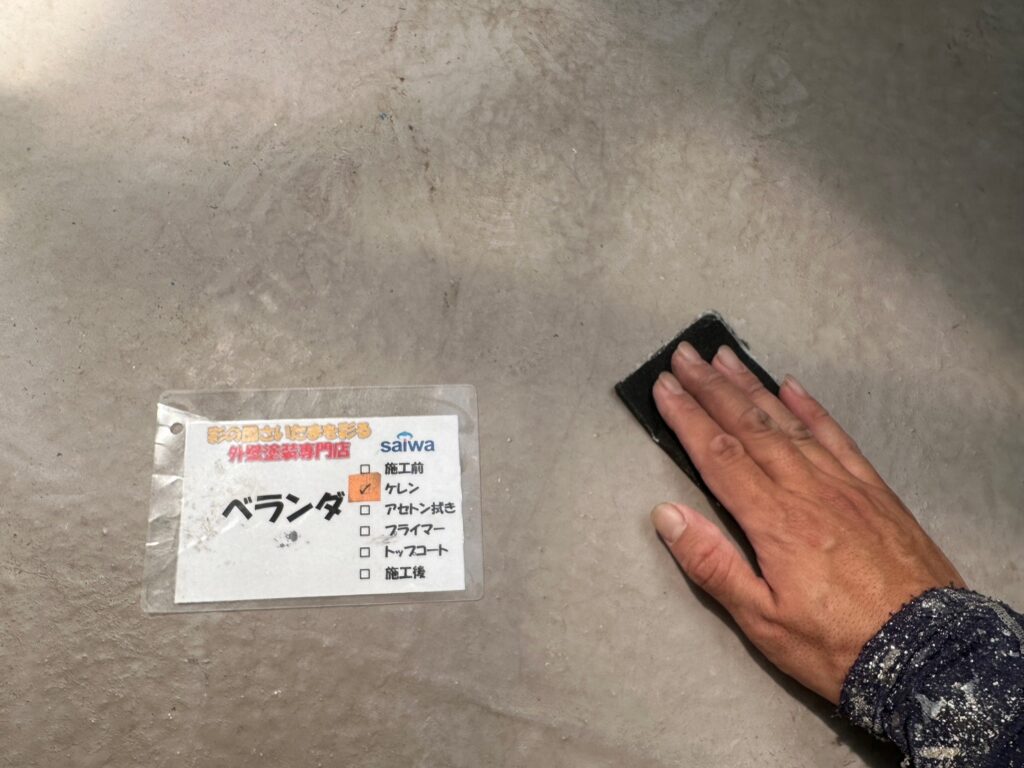 彩の国さいたまを彩る
外壁塗装専門店
saiwa
ベランダ
□ 施工前
✓ ケレン
□ アセトン拭き
□ プライマー
□ トップコート
□ 施工後